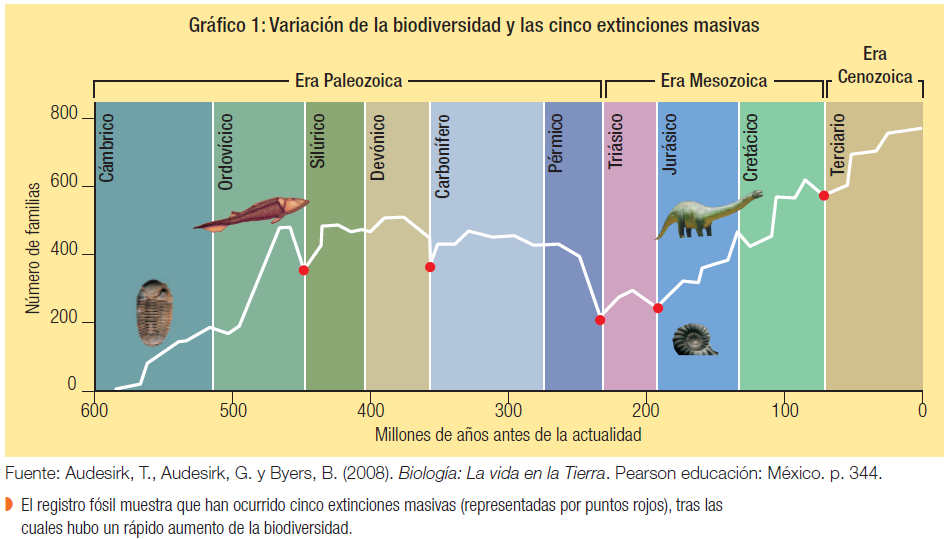 Gráfico 1: Variación de la biodiversidad y las cinco extinciones masivas
Era Paleozoica
Era Mesozoica
Era
Cenozoica
Número de familias
800
600
400
200
0
Cámbrico
Ordovícico
Silúrico
Devónico
Carbonífero
Pérmico
Triásico
Jurásico
Cretácico
Terciario
600
500
400
300
200
100
0
Millones de años antes de la actualidad
Fuente: Audesirk, T., Audesirk, G. y Byers, B. (2008). Biología: La vida en la Tierra. Pearson educación: México. p. 344.
El registro fósil muestra que han ocurrido cinco extinciones masivas (representadas por puntos rojos), tras las
cuales hubo un rápido aumento de la biodiversidad.